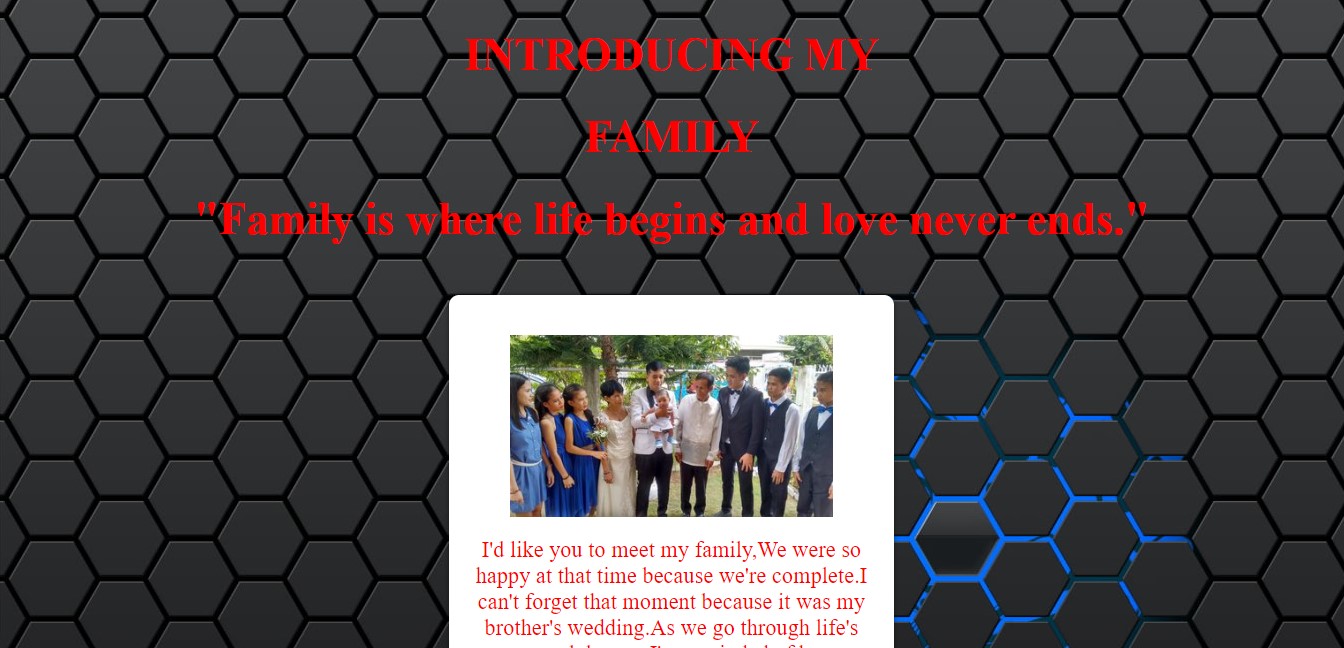 INTRODUCING MY
FAMILY
"Family is where life begins and love never ends."
I'd like you to meet my family,We were so
happy at that time because we're complete.I
can't forget that moment because it was my
brother's wedding.As we go through life's